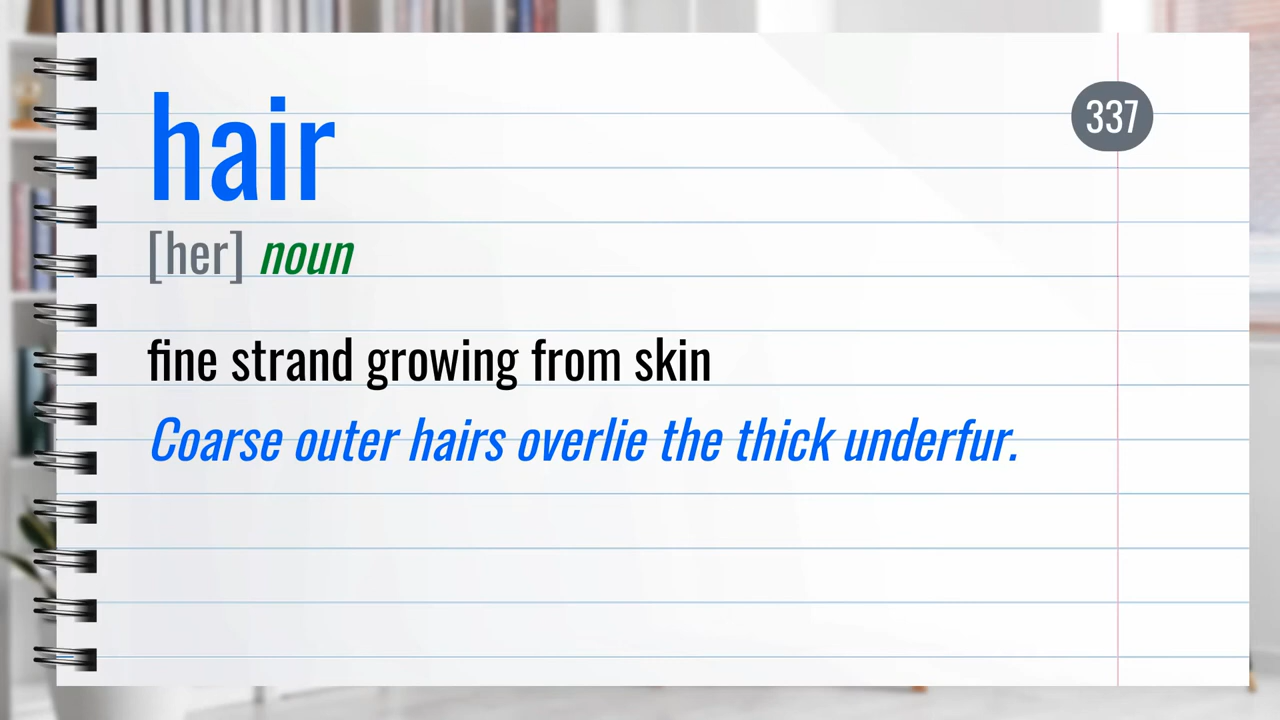 hair
337
[her] noun
fine strand growing from skin
Coarse outer hairs overlie the thick underfur.